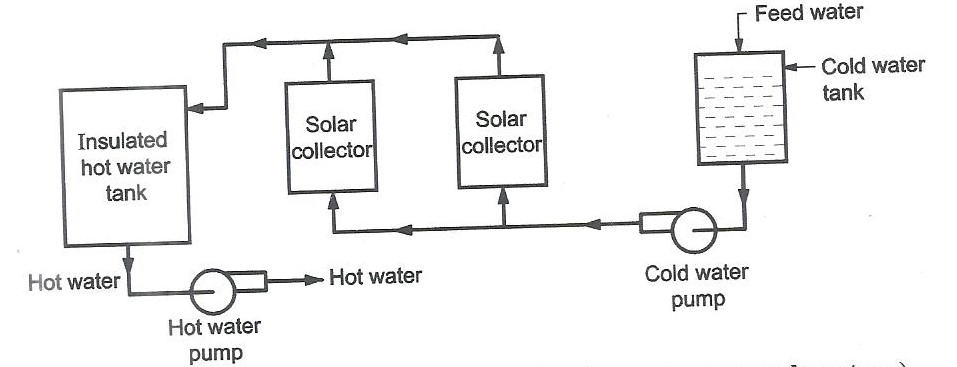 Feed water
Cold water
tank
Solar
collector
Solar
collector
Insulated
hot water
tank
Hot water
Hot water
Cold water
pump
Hot water
pump